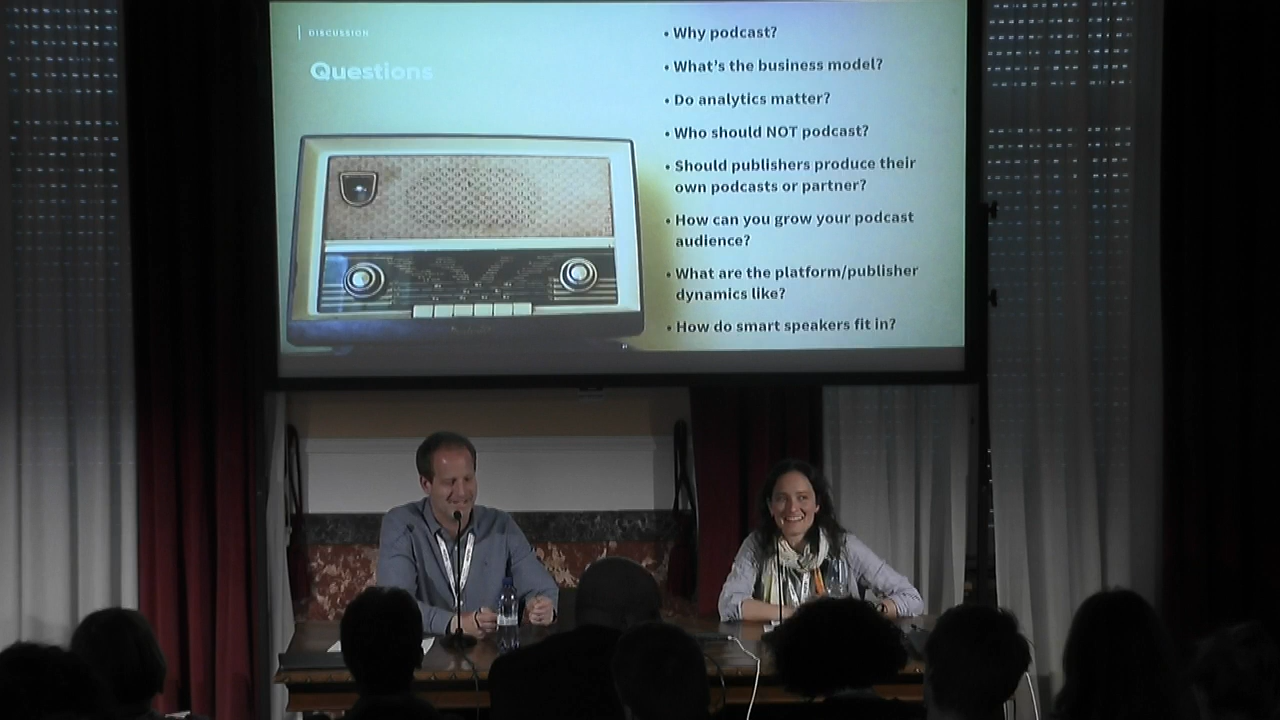 DISCUSSION
Questions
• Why podcast?
• What's the business model?
• Do analytics matter?
• Who should NOT podcast?
• Should publishers produce their
own podcasts or partner?
• How can you grow your podcast
audience?
• What are the platform/publisher
dynamics like?
• How do smart speakers fit in?